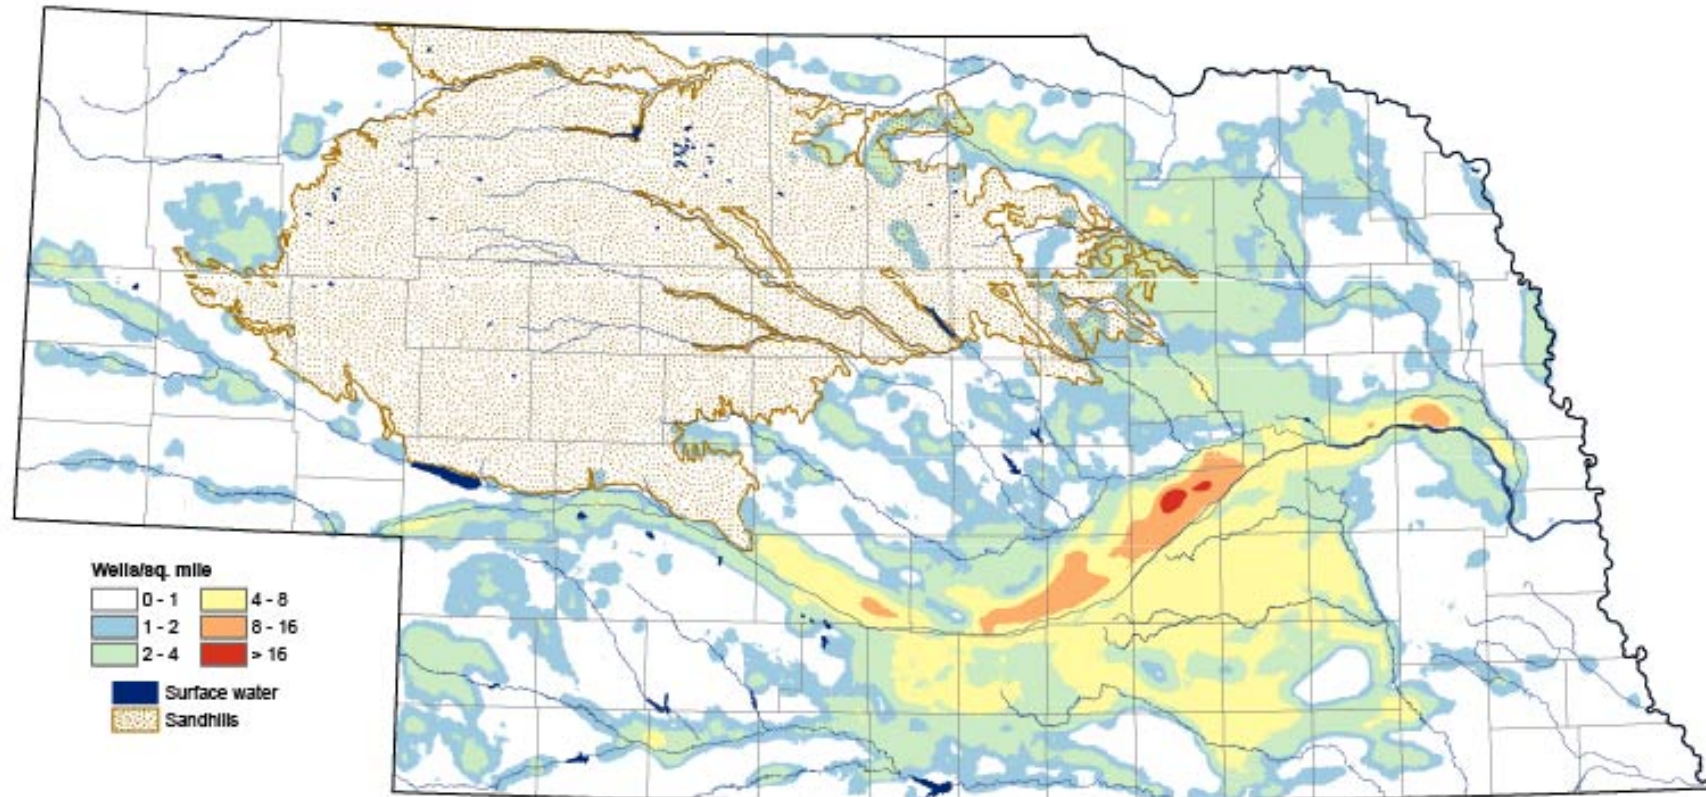 Wells/sq. mile
0 - 1
4 - 8
1 - 2
8 - 16
2 - 4
> 16
Surface water
Sandhills